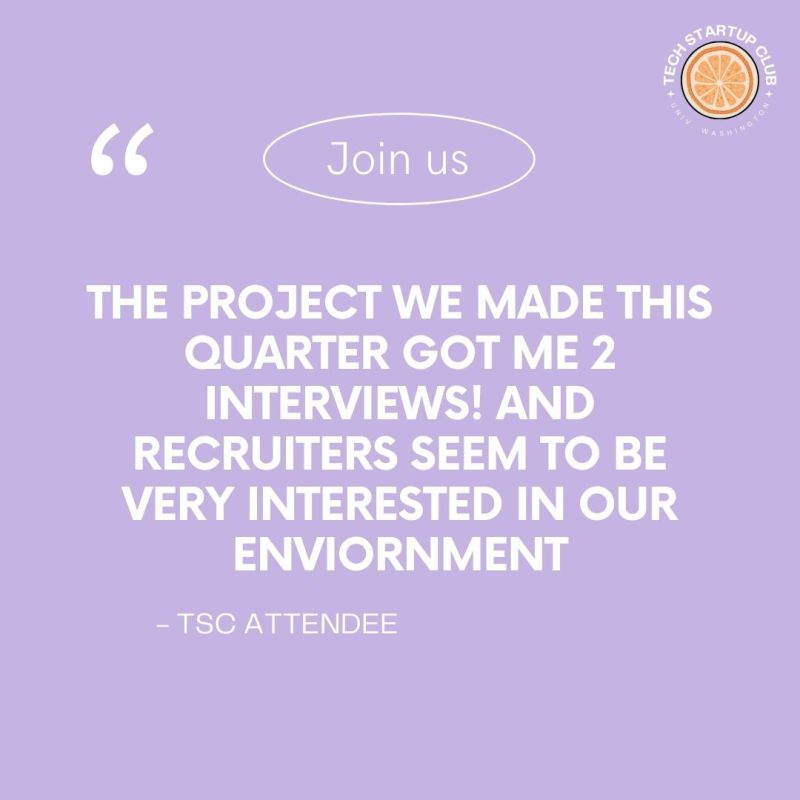 TECH STARTUP CLUB
UNIV. WASHINGTON
“
Join us
THE PROJECT WE MADE THIS
QUARTER GOT ME 2
INTERVIEWS! AND
RECRUITERS SEEM TO BE
VERY INTERESTED IN OUR
ENVIORNMENT
– TSC ATTENDEE